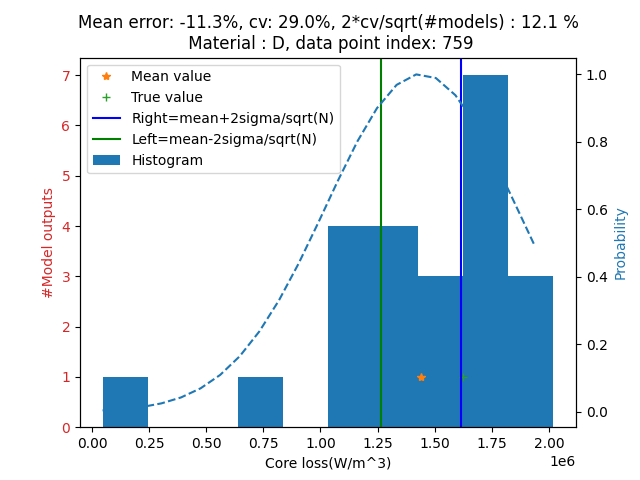 Mean error: -11.3%, cv: 29.0%, 2*cv/sqrt(#models) : 12.1 %
Material : D, data point index: 759
Mean value
True value
Right=mean+2sigma/sqrt(N)
Left=mean-2sigma/sqrt(N)
Histogram
#Model outputs
7
6
5
4
3
2
1
0
1.0
0.8
0.6
0.4
0.2
0.0
Probability
0.00 0.25 0.50 0.75 1.00 1.25 1.50 1.75 2.00
1e6
Core loss(W/m^3)